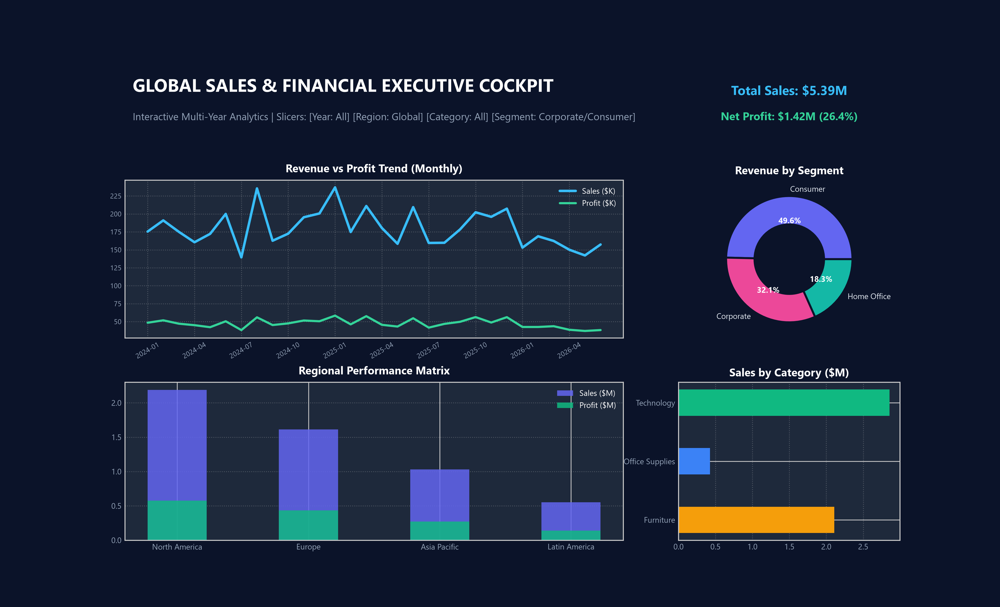 GLOBAL SALES & FINANCIAL EXECUTIVE COCKPIT
Interactive Multi-Year Analytics | Slicers: [Year: All] [Region: Global] [Category: All] [Segment: Corporate/Consumer]
Total Sales: $5.39M
Net Profit: $1.42M (26.4%)
Revenue vs Profit Trend (Monthly)
Sales ($K)
Profit ($K)
225
200
175
150
125
100
75
50
2024-01
2024-04
2024-07
2024-10
2025-01
2025-04
2025-07
2025-10
2026-01
2026-04
Revenue by Segment
Consumer
49.6%
18.3%
32.1%
Home Office
Corporate
Regional Performance Matrix
Sales ($M)
Profit ($M)
2.0
1.5
1.0
0.5
0.0
North America
Europe
Asia Pacific
Latin America
Sales by Category ($M)
Technology
Office Supplies
Furniture
0.0
0.5
1.0
1.5
2.0
2.5